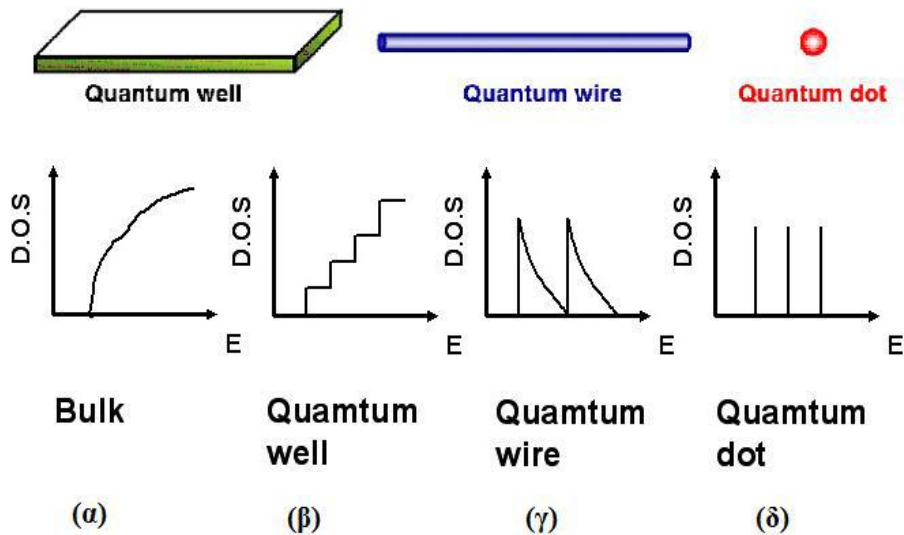 Quantum well Quantum wire Quantum dot
D.O.S D.O.S D.O.S D.O.S
E E E E
Bulk Quamtum well Quamtum wire Quamtum dot
(α) (β) (γ) (δ)